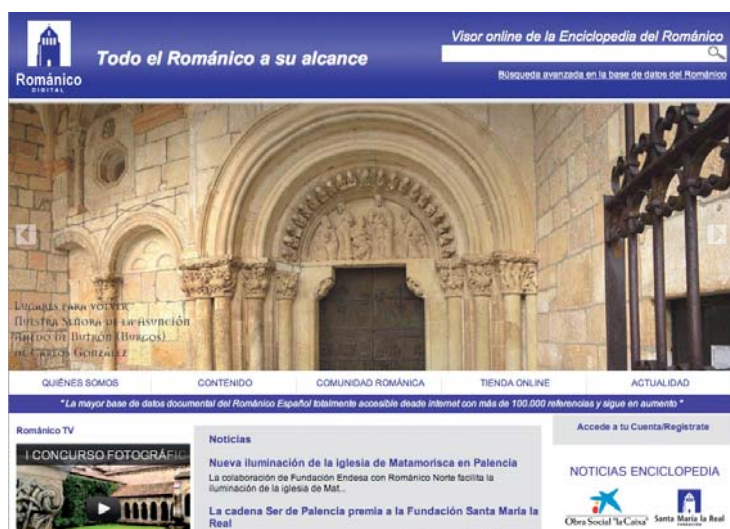 Románico
DIGITAL
Todo el Románico a su alcance
Visor online de la Enciclopedia del Románico
Búsqueda avanzada en la base de datos del Románico
LUGARES PARA VOLVER
NUESTRA SEÑORA DE LA ASUNCIÓN
AHEDO DE BUTRÓN (BURGOS)
DE CARLOS GONZÁLEZ
QUIÉNES SOMOS
CONTENIDO
COMUNIDAD ROMÁNICA
TIENDA ONLINE
ACTUALIDAD
"La mayor base de datos documental del Románico Español totalmente accesible desde internet con más de 100.000 referencias y sigue en aumento"
Románico TV
I CONCURSO FOTOGRÁFIC
Noticias
Nueva iluminación de la iglesia de Matamorisca en Palencia
La colaboración de Fundación Endesa con Románico Norte facilita la
iluminación de la iglesia de Mat...
La cadena Ser de Palencia premia a la Fundación Santa María la
Real
Accede a tu Cuenta/Registrate
NOTICIAS ENCICLOPEDIA
Obra Social "la Caixa"
Santa María la Real